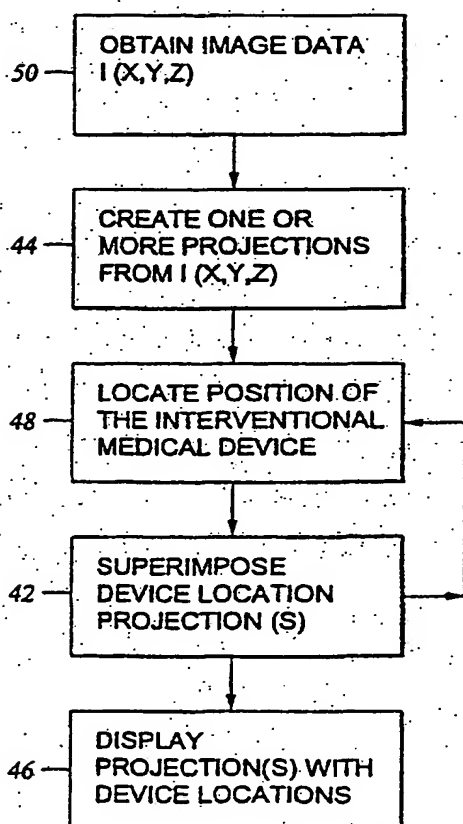 50
OBTAIN IMAGE DATA
I (X,Y,Z)
44
CREATE ONE OR
MORE PROJECTIONS
FROM I (X,Y,Z)
48
LOCATE POSITION OF
THE INTERVENTIONAL
MEDICAL DEVICE
42
SUPERIMPOSE
DEVICE LOCATION
PROJECTION (S)
46
DISPLAY
PROJECTION(S) WITH
DEVICE LOCATIONS